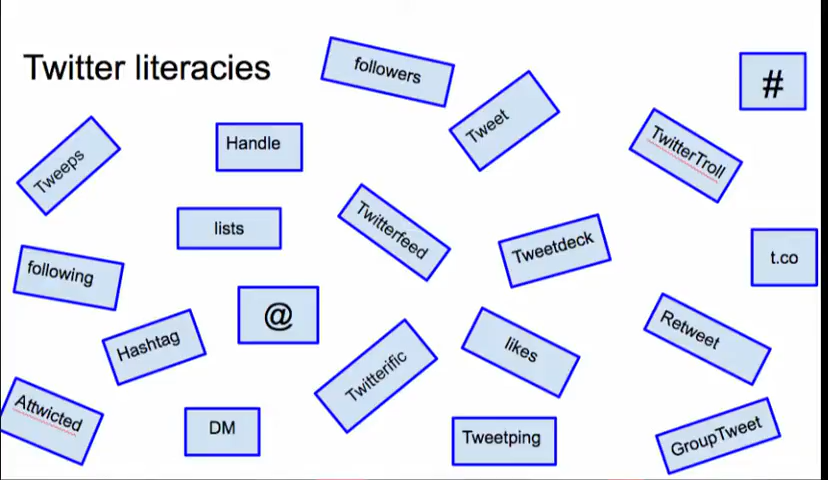 Twitter literacies
followers
#
Tweet
Tweeps
Handle
TwitterTroll
lists
Twitterfeed
Tweetdeck
t.co
following
@
Hashtag
likes
Retweet
Twitterific
Attwicted
DM
Tweetping
GroupTweet